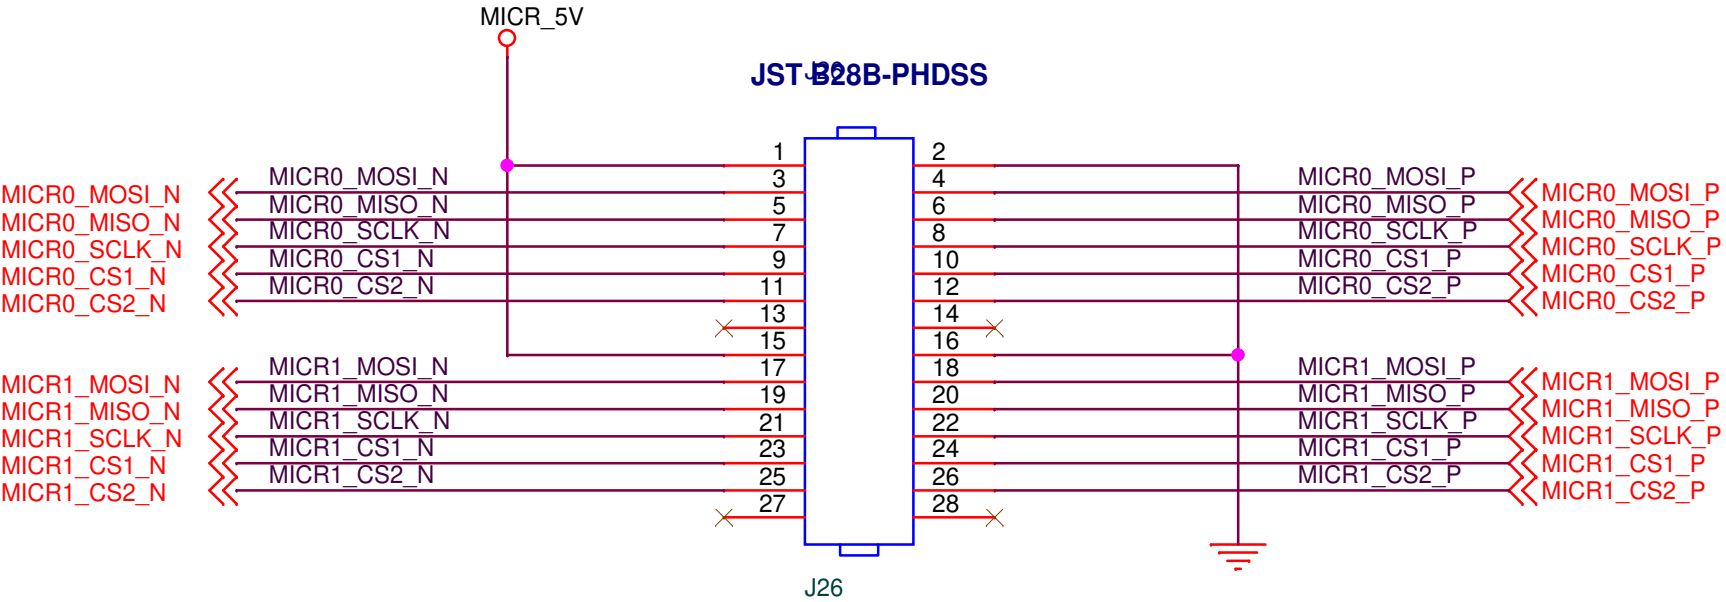 MICR_5V
JST B28B-PHDSS
1 2
MICR0_MOSI_N MICR0_MOSI_N 3 4 MICR0_MOSI_P MICR0_MOSI_P
MICR0_MISO_N MICR0_MISO_N 5 6 MICR0_MISO_P MICR0_MISO_P
MICR0_SCLK_N MICR0_SCLK_N 7 8 MICR0_SCLK_P MICR0_SCLK_P
MICR0_CS1_N MICR0_CS1_N 9 10 MICR0_CS1_P MICR0_CS1_P
MICR0_CS2_N MICR0_CS2_N 11 12 MICR0_CS2_P MICR0_CS2_P
13 14
15 16
MICR1_MOSI_N MICR1_MOSI_N 17 18 MICR1_MOSI_P MICR1_MOSI_P
MICR1_MISO_N MICR1_MISO_N 19 20 MICR1_MISO_P MICR1_MISO_P
MICR1_SCLK_N MICR1_SCLK_N 21 22 MICR1_SCLK_P MICR1_SCLK_P
MICR1_CS1_N MICR1_CS1_N 23 24 MICR1_CS1_P MICR1_CS1_P
MICR1_CS2_N MICR1_CS2_N 25 26 MICR1_CS2_P MICR1_CS2_P
27 28
J26